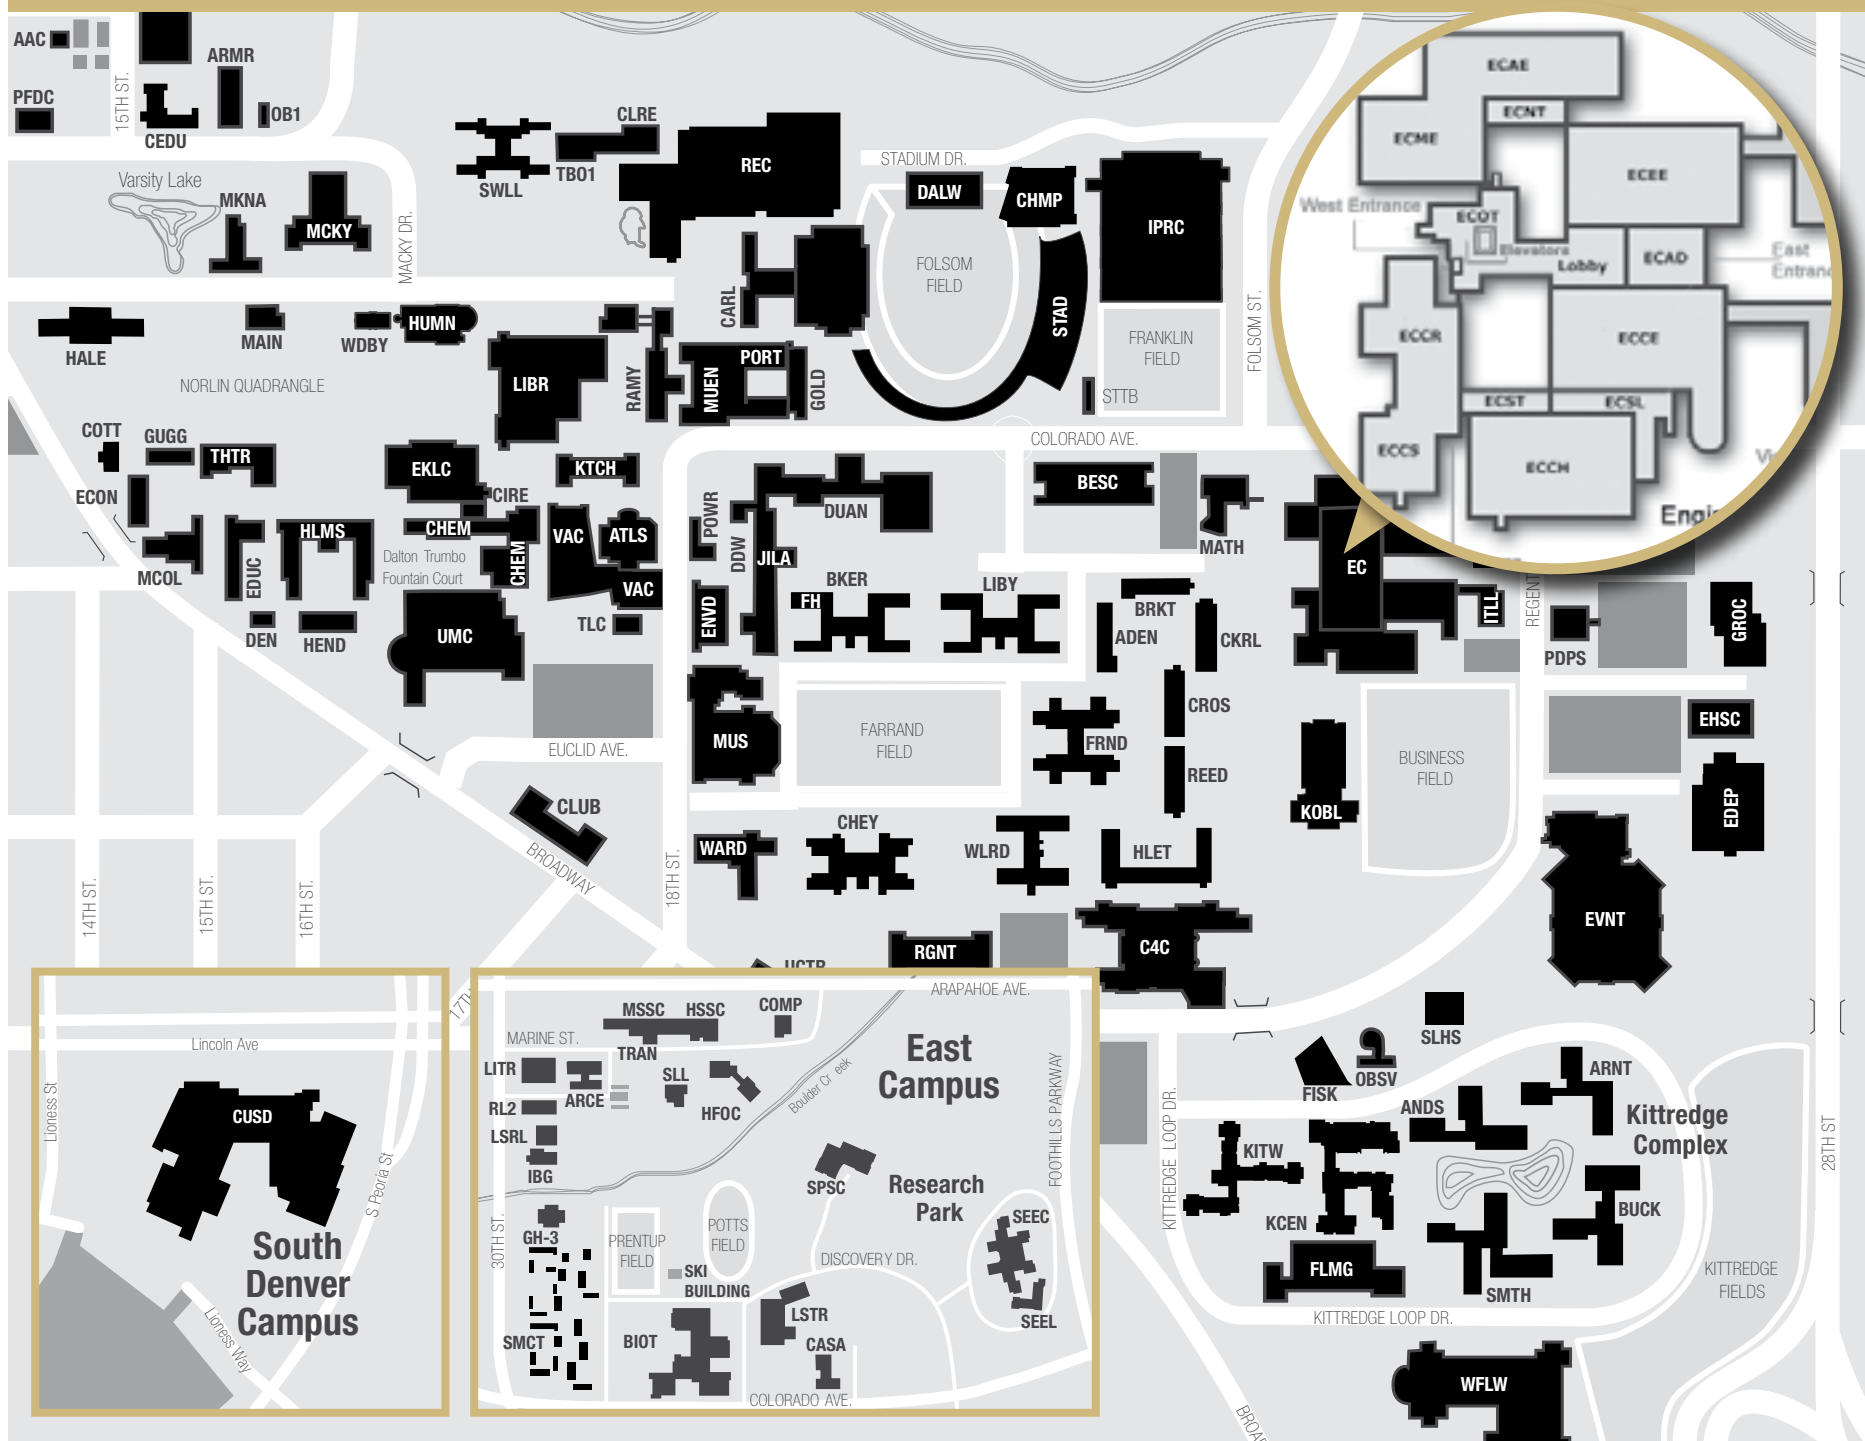 AAC
ARMR
15TH ST.
PFDC
OB1
CEDU
CLRE
TB01
SWLL
REC
STADIUM DR.
DALW
CHMP
IPRC
Varsity Lake
MKNA
MCKY
MACKY DR.
FOLSOM
FIELD
CARL
STAD
FRANKLIN
FIELD
FOLSOM ST.
HALE
MAIN
WDBY
HUMN
NORLIN QUADRANGLE
LIBR
RAMY
MUEN
PORT
GOLD
STTB
COLORADO AVE.
ECAE
ECNT
ECME
ECEE
West Entrance
ECOT
Elevators
Lobby
ECAD
East
ECCR
ECCE
ECST
ECSL
ECCS
ECCH
COTT
GUGG
THTR
EKLC
KTCH
ECON
CIRE
CHEM
CHEM
VAC
ATLS
VAC
POWR
DDW
DUAN
JILA
BESC
MATH
EC
ITLL
REGENT
MCOL
EDUC
HLMS
Dalton Trumbo
Fountain Court
DEN
HEND
UMC
TLC
ENVD
BKER
FH
LIBY
BRKT
ADEN
CKRL
PDPS
GROC
MUS
EUCLID AVE.
FARRAND
FIELD
FRND
CROS
REED
KOBL
BUSINESS
FIELD
EHSC
EDEP
CLUB
BROADWAY
18TH ST.
WARD
CHEY
WLRD
HLET
14TH ST.
15TH ST.
16TH ST.
17TH
UCTR
RGNT
C4C
EVNT
Lincoln Ave
Lioness St
CUSD
S Peoria St
South
Denver
Campus
Lioness Way
ARAPAHOE AVE.
MSSC
HSSC
COMP
MARINE ST.
TRAN
LITR
ARCE
SLL
HFOC
RL2
LSRL
IBG
Boulder Cr eek
East
Campus
FOOTHILLS PARKWAY
SPSC
Research
Park
SEEC
SEEL
30TH ST.
GH-3
PRENTUP
FIELD
POTTS
FIELD
DISCOVERY DR.
SKI
BUILDING
SMCT
BIOT
LSTR
CASA
COLORADO AVE.
SLHS
FISK
OBSV
ARNT
ANDS
Kittredge
Complex
KITTREDGE LOOP DR.
KITW
KCEN
BUCK
FLMG
SMTH
KITTREDGE
FIELDS
KITTREDGE LOOP DR.
28TH ST
WFLW